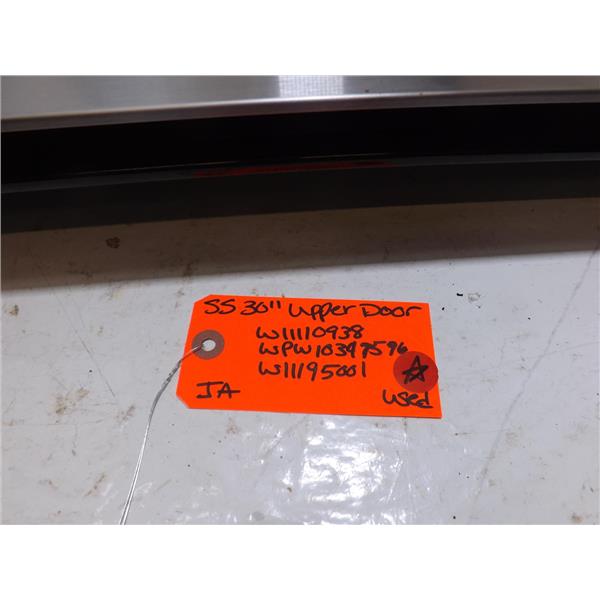 SS 30" Upper Door
W11110938
WPW10397596
W11195001
JA
used